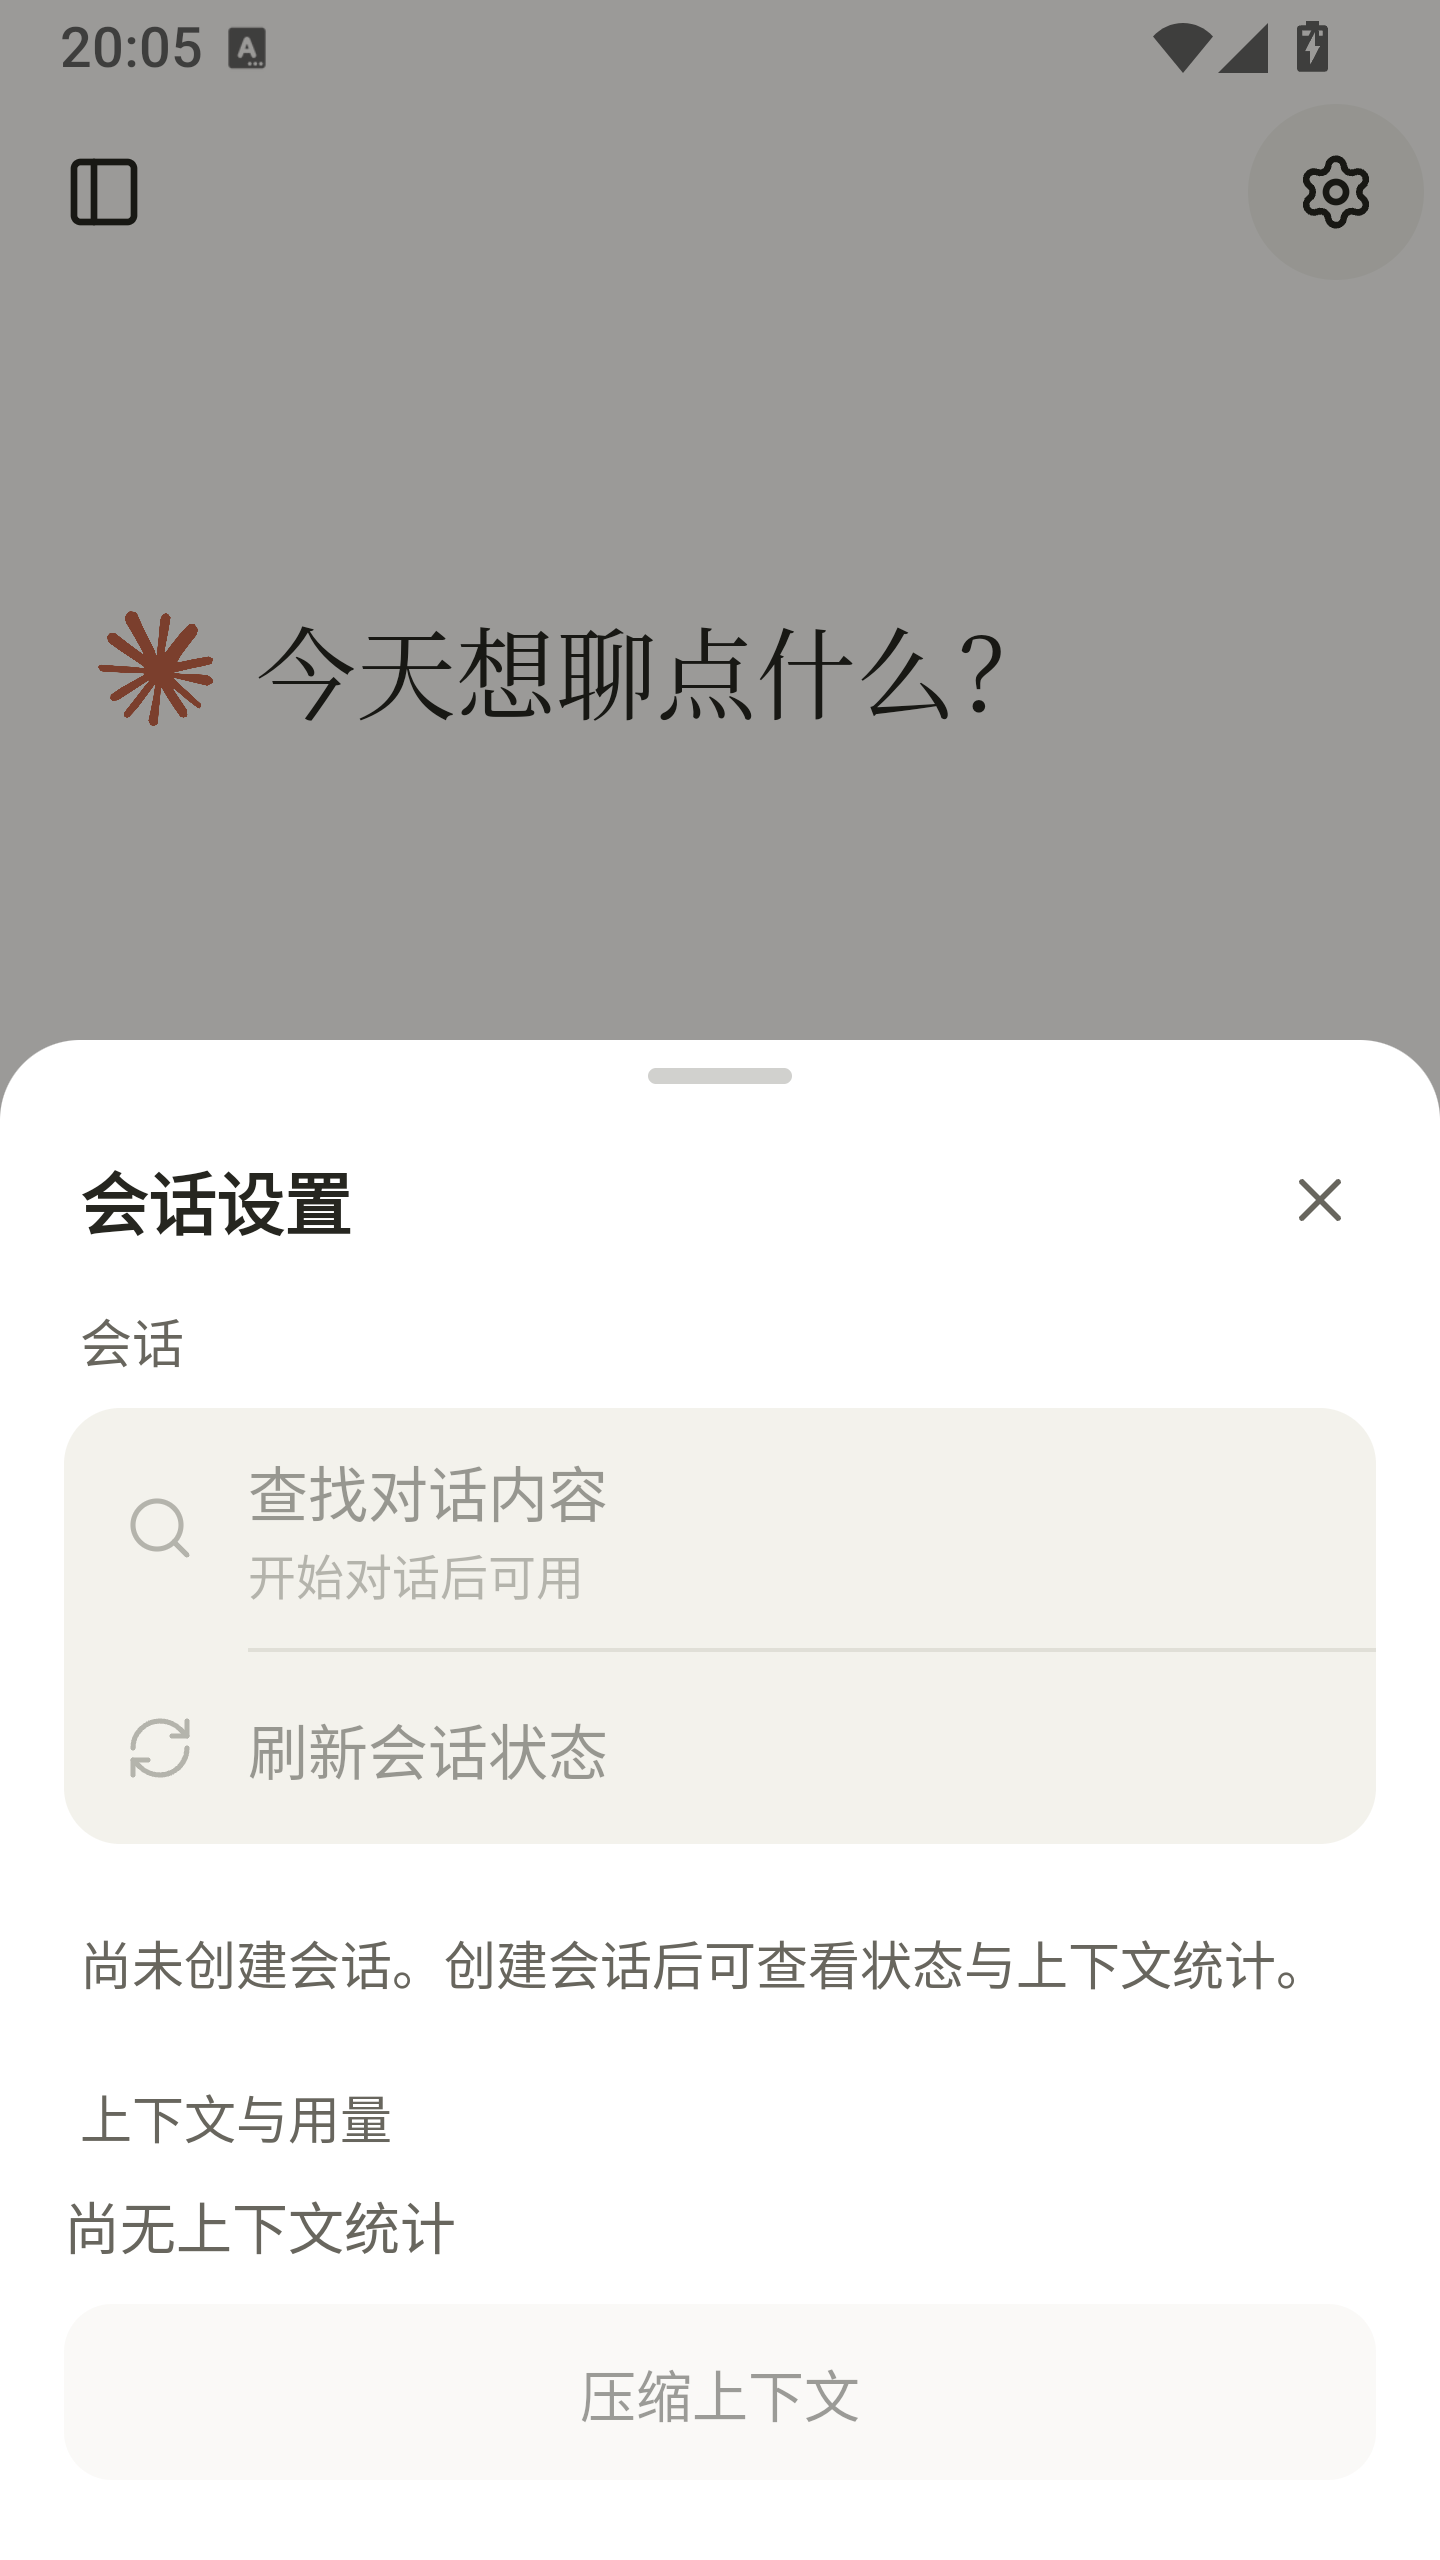 20:05
今天想聊点什么？
会话设置
会话
查找对话内容
开始对话后可用
刷新会话状态
尚未创建会话。创建会话后可查看状态与上下文统计。
上下文与用量
尚无上下文统计
压缩上下文